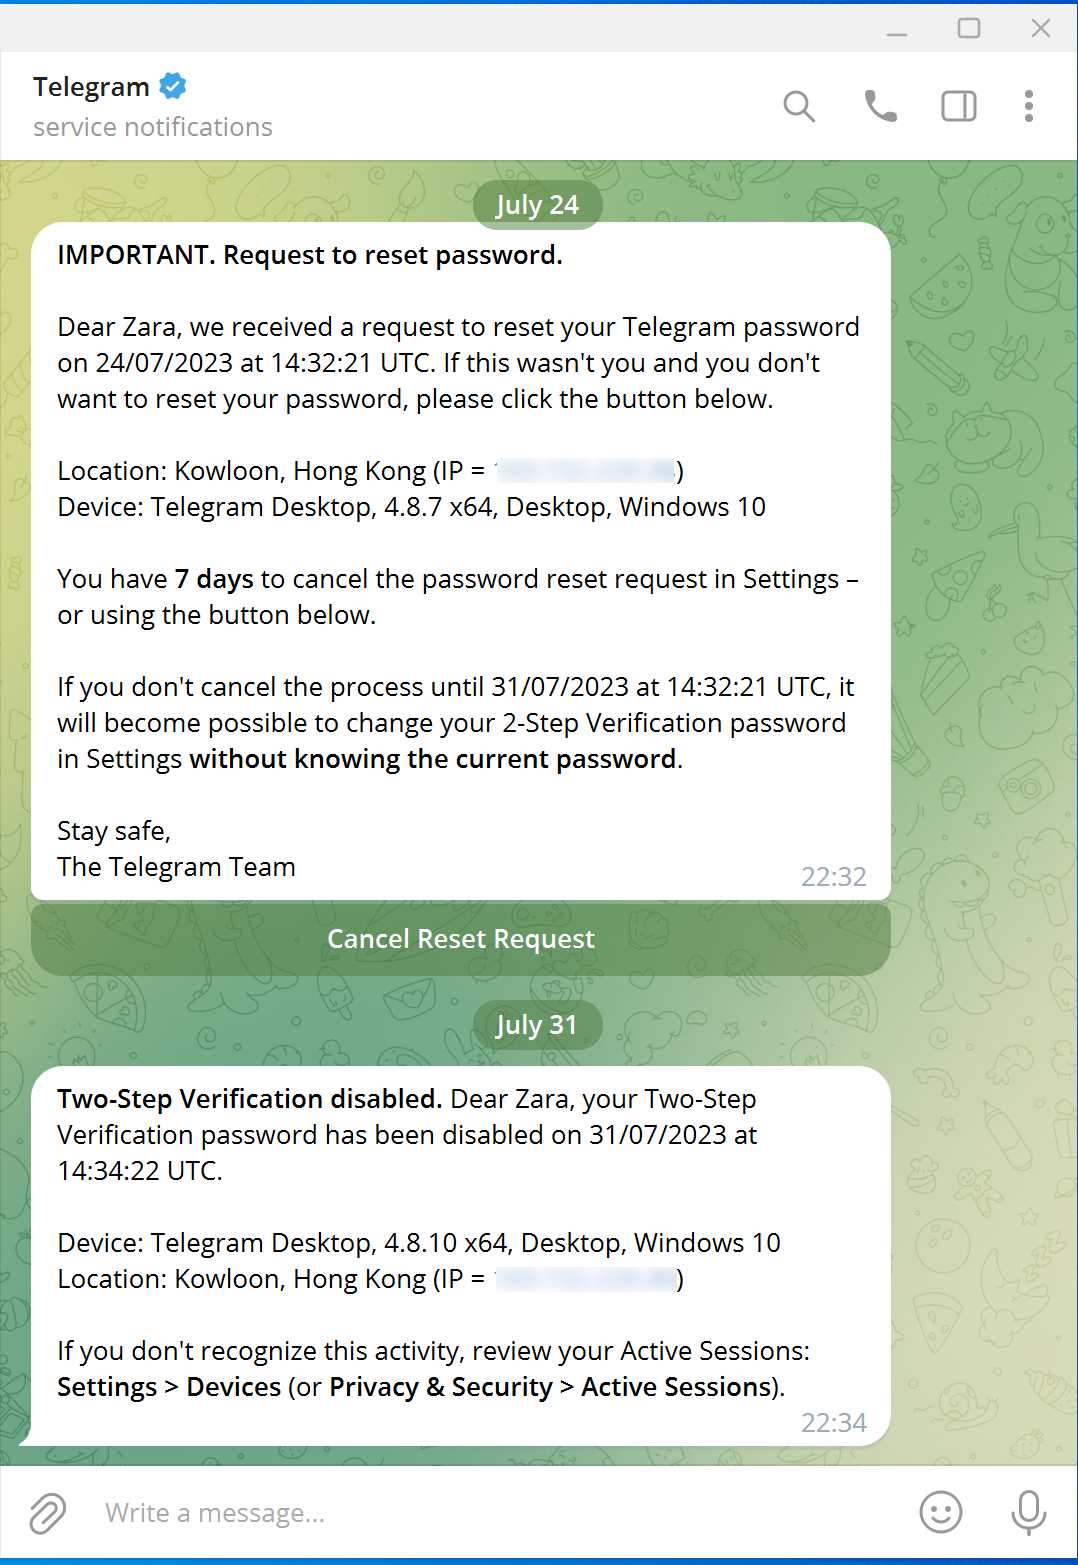 Telegram
service notifications
July 24
IMPORTANT. Request to reset password.
Dear Zara, we received a request to reset your Telegram password
on 24/07/2023 at 14:32:21 UTC. If this wasn't you and you don't
want to reset your password, please click the button below.
Location: Kowloon, Hong Kong (IP = )
Device: Telegram Desktop, 4.8.7 x64, Desktop, Windows 10
You have 7 days to cancel the password reset request in Settings –
or using the button below.
If you don't cancel the process until 31/07/2023 at 14:32:21 UTC, it
will become possible to change your 2-Step Verification password
in Settings without knowing the current password.
Stay safe,
The Telegram Team
22:32
Cancel Reset Request
July 31
Two-Step Verification disabled. Dear Zara, your Two-Step
Verification password has been disabled on 31/07/2023 at
14:34:22 UTC.
Device: Telegram Desktop, 4.8.10 x64, Desktop, Windows 10
Location: Kowloon, Hong Kong (IP = )
If you don't recognize this activity, review your Active Sessions:
Settings > Devices (or Privacy & Security > Active Sessions).
22:34
Write a message...